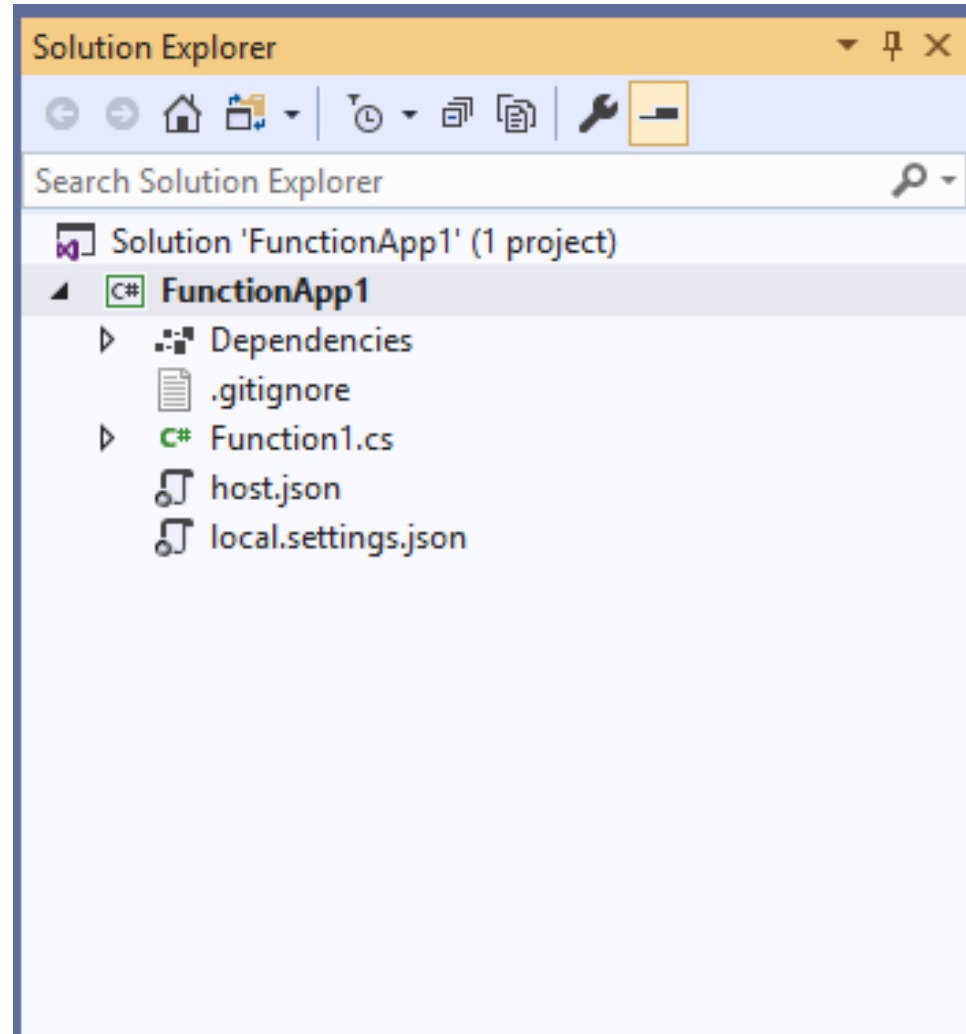 Solution Explorer
Search Solution Explorer
Solution 'FunctionApp1' (1 project)
C# FunctionApp1
Dependencies
.gitignore
C# Function1.cs
host.json
local.settings.json